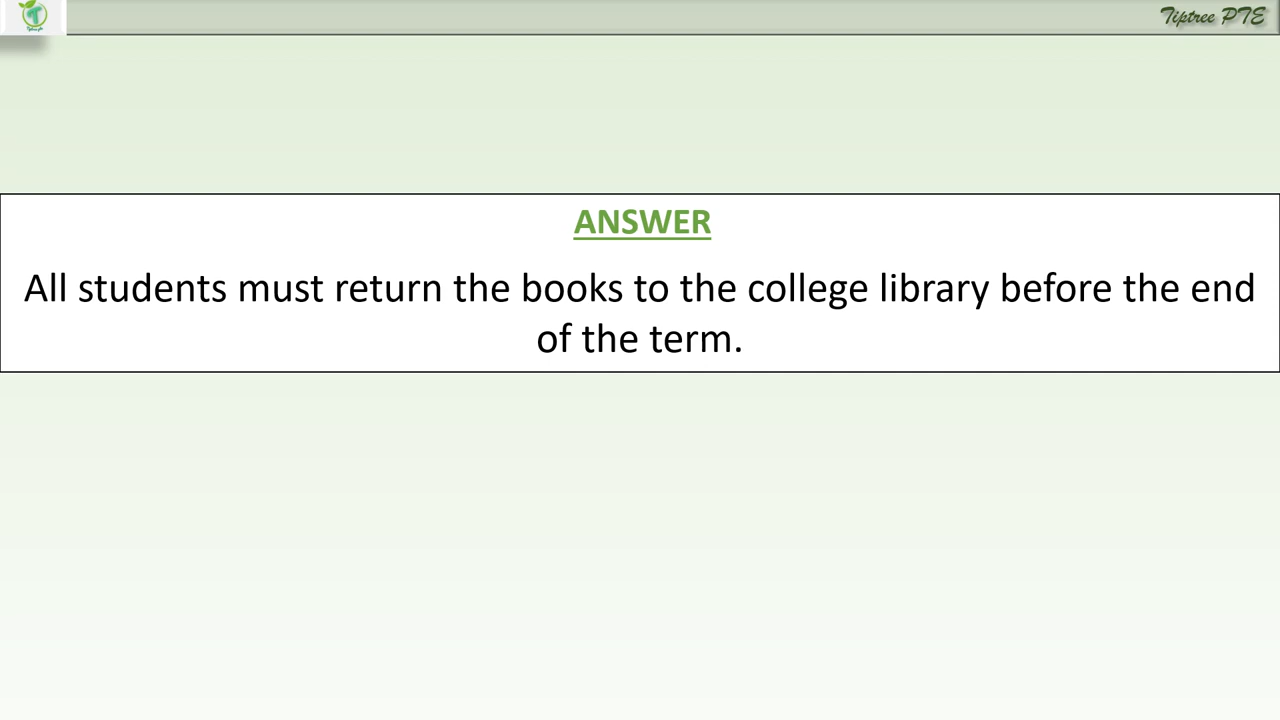 Tiptree PTE
ANSWER
All students must return the books to the college library before the end
of the term.